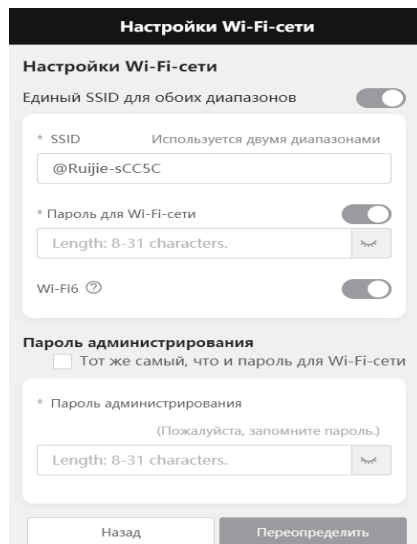 Настройки Wi-Fi-сети
Настройки Wi-Fi-сети
Единый SSID для обоих диапазонов
* SSID Используется двумя диапазонами
@Ruijie-sCC5C
* Пароль для Wi-Fi-сети
Length: 8-31 characters.
Wi-Fi6 ?
Пароль администрирования
Тот же самый, что и пароль для Wi-Fi-сети
* Пароль администрирования
(Пожалуйста, запомните пароль.)
Length: 8-31 characters.
Назад Переопределить